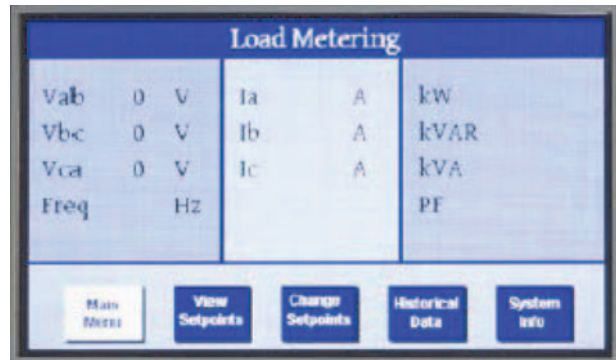 Load Metering
Vab 0 V Ia A kW
Vbc 0 V Ib A kVAR
Vca 0 V Ic A kVA
Freq Hz PF
Main Menu
View Setpoints
Change Setpoints
Historical Data
System Info